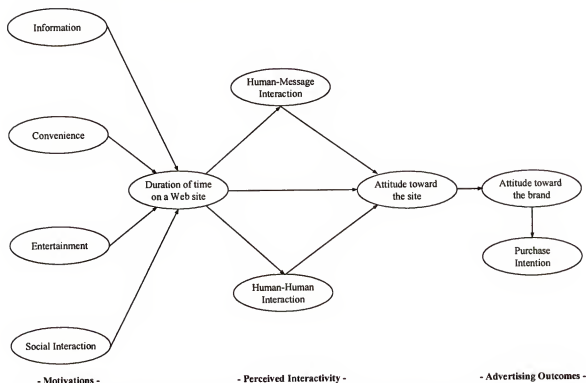 Information
Convenience
Entertainment
Social Interaction
Duration of time
on a Web site
Human-Message
Interaction
Human-Human
Interaction
Attitude toward
the site
Attitude toward
the brand
Purchase
Intention
- Motivations -
- Perceived Interactivity -
- Advertising Outcomes -